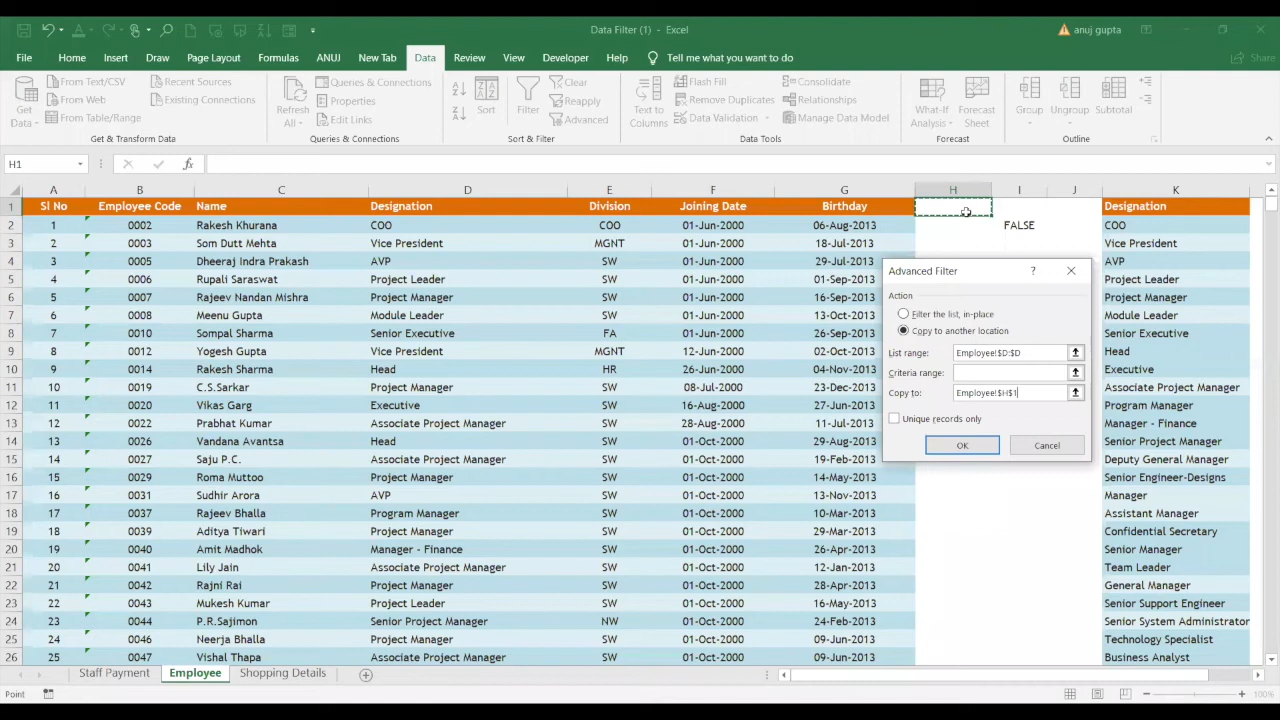 Data Filter (1) - Excel
anuj gupta
File Home Insert Draw Page Layout Formulas ANUJ New Tab Data Review View Developer Help Tell me what you want to do Share
Get Data
From Text/CSV
From Web
From Table/Range
Recent Sources
Existing Connections
Get & Transform Data
Refresh All
Queries & Connections
Properties
Edit Links
Queries & Connections
Sort
Filter
Clear
Reapply
Advanced
Sort & Filter
Text to Columns
Flash Fill
Remove Duplicates
Data Validation
Consolidate
Relationships
Manage Data Model
Data Tools
What-If Analysis
Forecast Sheet
Forecast
Group
Ungroup
Subtotal
Outline
H1
fx
A B C D E F G H I J K
1 Sl No Employee Code Name Designation Division Joining Date Birthday Designation
2 1 0002 Rakesh Khurana COO COO 01-Jun-2000 06-Aug-2013 FALSE COO
3 2 0003 Som Dutt Mehta Vice President MGNT 01-Jun-2000 18-Jul-2013 Vice President
4 3 0005 Dheeraj Indra Prakash AVP SW 01-Jun-2000 29-Jul-2013 AVP
5 4 0006 Rupali Saraswat Project Leader SW 01-Jun-2000 01-Sep-2013 Project Leader
6 5 0007 Rajeev Nandan Mishra Project Manager SW 01-Jun-2000 16-Sep-2013 Project Manager
7 6 0008 Meenu Gupta Module Leader SW 01-Jun-2000 13-Oct-2013 Module Leader
8 7 0010 Sompal Sharma Senior Executive FA 01-Jun-2000 26-Sep-2013 Senior Executive
9 8 0012 Yogesh Gupta Vice President MGNT 12-Jun-2000 02-Oct-2013 Head
10 9 0014 Rakesh Sharma Head HR 26-Jun-2000 04-Nov-2013 Executive
11 10 0019 C.S.Sarkar Project Manager SW 08-Jul-2000 23-Dec-2013 Associate Project Manager
12 11 0020 Vikas Garg Executive SW 16-Aug-2000 27-Jun-2013 Program Manager
13 12 0022 Prabhat Kumar Associate Project Manager SW 28-Aug-2000 11-Jul-2013 Manager - Finance
14 13 0026 Vandana Avantsa Head SW 01-Oct-2000 29-Aug-2013 Senior Project Manager
15 14 0027 Saju P.C. Associate Project Manager SW 01-Oct-2000 19-Feb-2013 Deputy General Manager
16 15 0029 Roma Muttoo Project Manager SW 01-Oct-2000 14-May-2013 Senior Engineer-Designs
17 16 0031 Sudhir Arora AVP SW 01-Oct-2000 13-Nov-2013 Manager
18 17 0037 Rajeev Bhalla Program Manager SW 01-Oct-2000 10-Mar-2013 Assistant Manager
19 18 0039 Aditya Tiwari Project Manager SW 01-Oct-2000 29-Mar-2013 Confidential Secretary
20 19 0040 Amit Madhok Manager - Finance SW 01-Oct-2000 26-Apr-2013 Senior Manager
21 20 0041 Lily Jain Associate Project Manager SW 01-Oct-2000 12-Jan-2013 Team Leader
22 21 0042 Rajni Rai Project Manager SW 01-Oct-2000 28-Apr-2013 General Manager
23 22 0043 Mukesh Kumar Project Leader SW 01-Oct-2000 16-May-2013 Senior Support Engineer
24 23 0044 P.R.Sajimon Senior Project Manager NW 01-Oct-2000 24-Feb-2013 Senior System Administrator
25 24 0046 Neerja Bhalla Project Manager SW 01-Oct-2000 09-Jun-2013 Technology Specialist
26 25 0047 Vishal Thapa Associate Project Manager SW 01-Oct-2000 09-Jun-2013 Business Analyst
Advanced Filter ?
Action
Filter the list, in-place
Copy to another location
List range: Employee!$D:$D
Criteria range:
Copy to: Employee!$H$1
Unique records only
OK Cancel
Staff Payment Employee Shopping Details
Point
100%